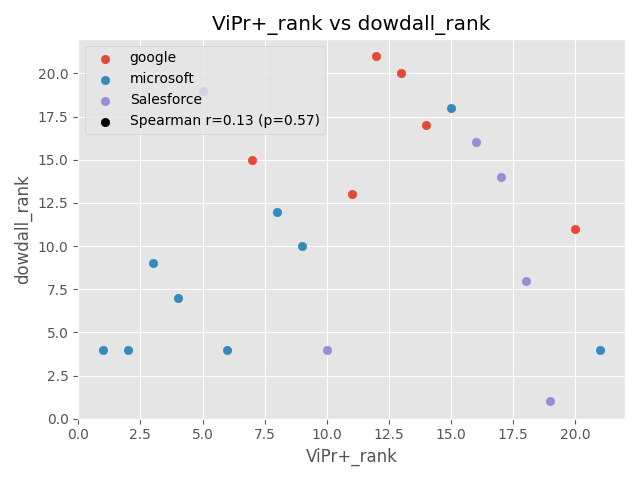 ViPr+_rank vs dowdall_rank
google
microsoft
Salesforce
Spearman r=0.13 (p=0.57)
20.0
17.5
15.0
12.5
10.0
7.5
5.0
2.5
0.0
dowdall_rank
0.0 2.5 5.0 7.5 10.0 12.5 15.0 17.5 20.0
ViPr+_rank